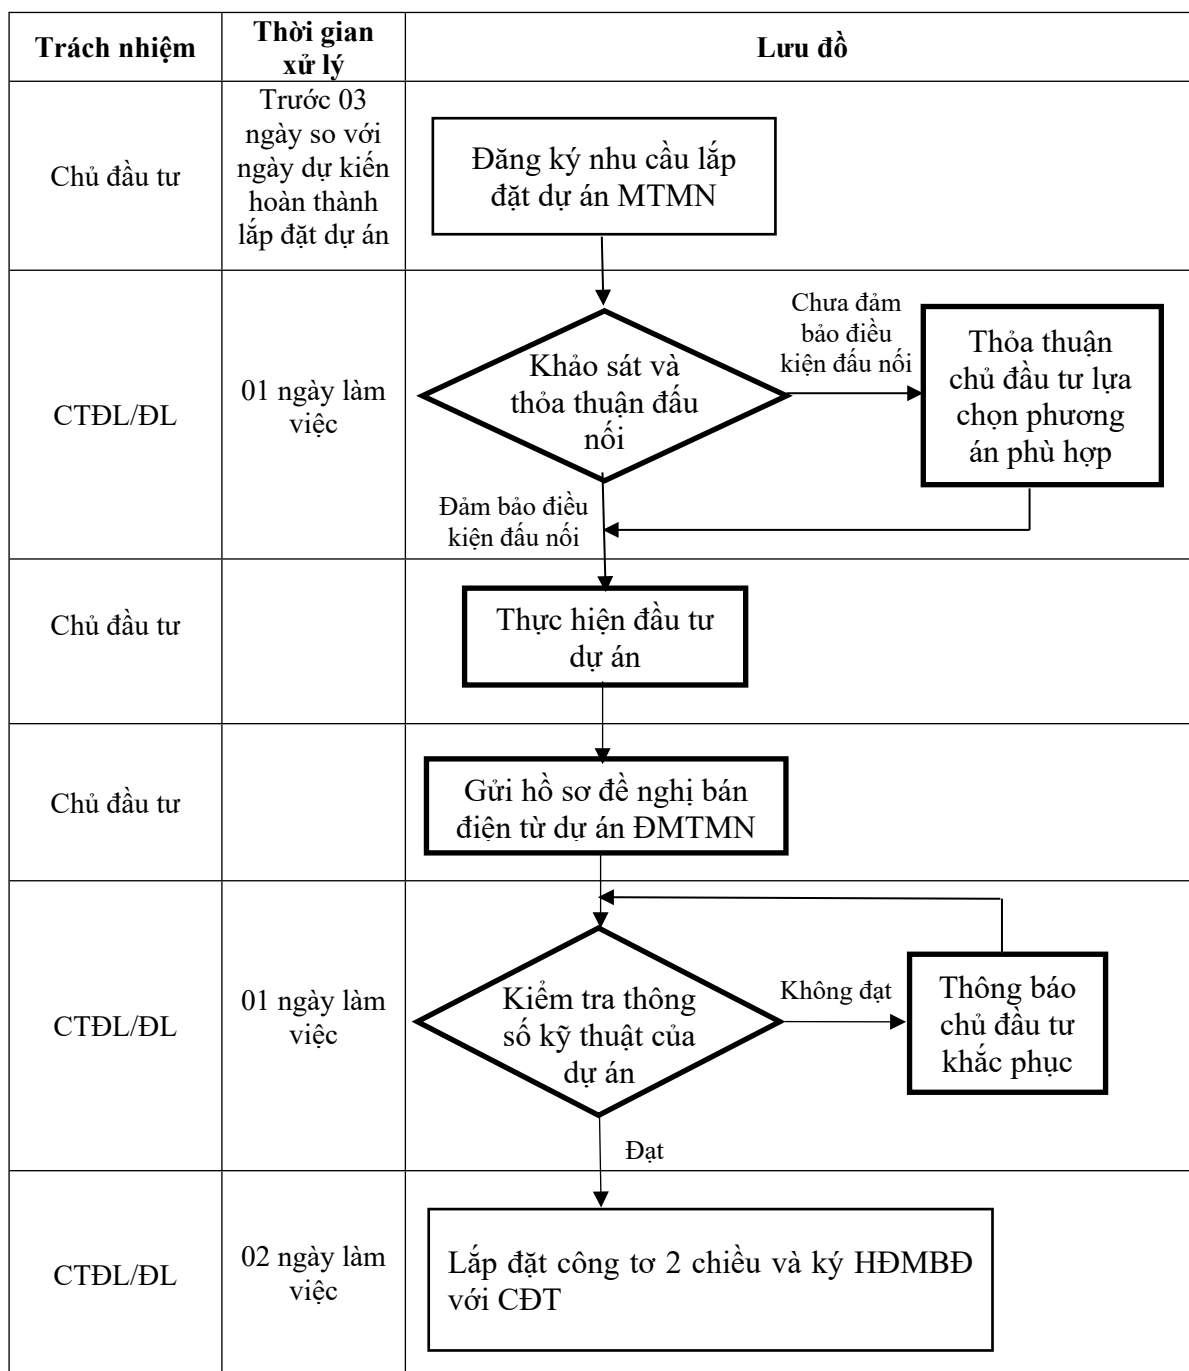 Trách nhiệm
Thời gian
xử lý
Lưu đồ
Chủ đầu tư
Trước 03
ngày so với
ngày dự kiến
hoàn thành
lắp đặt dự án
Đăng ký nhu cầu lắp
đặt dự án MTMN
CTĐL/ĐL
01 ngày làm
việc
Khảo sát và
thỏa thuận đấu
nối
Chưa đảm
bảo điều
kiện đấu nối
Thỏa thuận
chủ đầu tư lựa
chọn phương
án phù hợp
Đảm bảo điều
kiện đấu nối
Chủ đầu tư
Thực hiện đầu tư
dự án
Chủ đầu tư
Gửi hồ sơ đề nghị bán
điện từ dự án ĐMTMN
CTĐL/ĐL
01 ngày làm
việc
Kiểm tra thông
số kỹ thuật của
dự án
Không đạt
Thông báo
chủ đầu tư
khắc phục
Đạt
CTĐL/ĐL
02 ngày làm
việc
Lắp đặt công tơ 2 chiều và ký HĐMBĐ
với CĐT